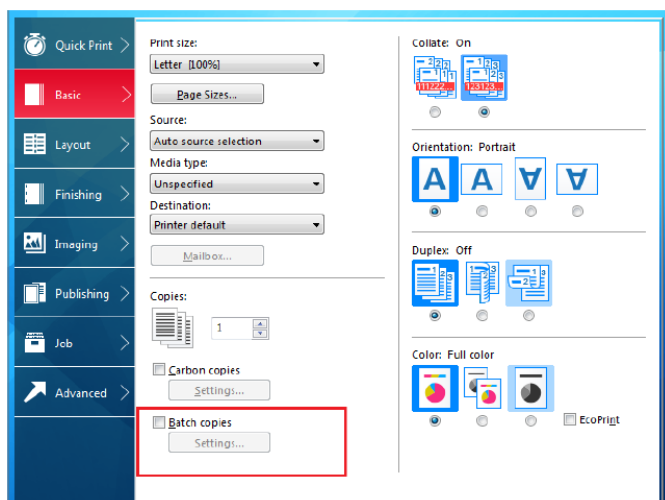 Quick Print
Basic
Layout
Finishing
Imaging
Publishing
Job
Advanced
Print size:
Letter [100%]
Page Sizes...
Source:
Auto source selection
Media type:
Unspecified
Destination:
Printer default
Mailbox...
Copies:
1
Carbon copies
Settings...
Batch copies
Settings...
Collate: On
111222...
123123...
Orientation: Portrait
A A A A
Duplex: Off
Color: Full color
EcoPrint